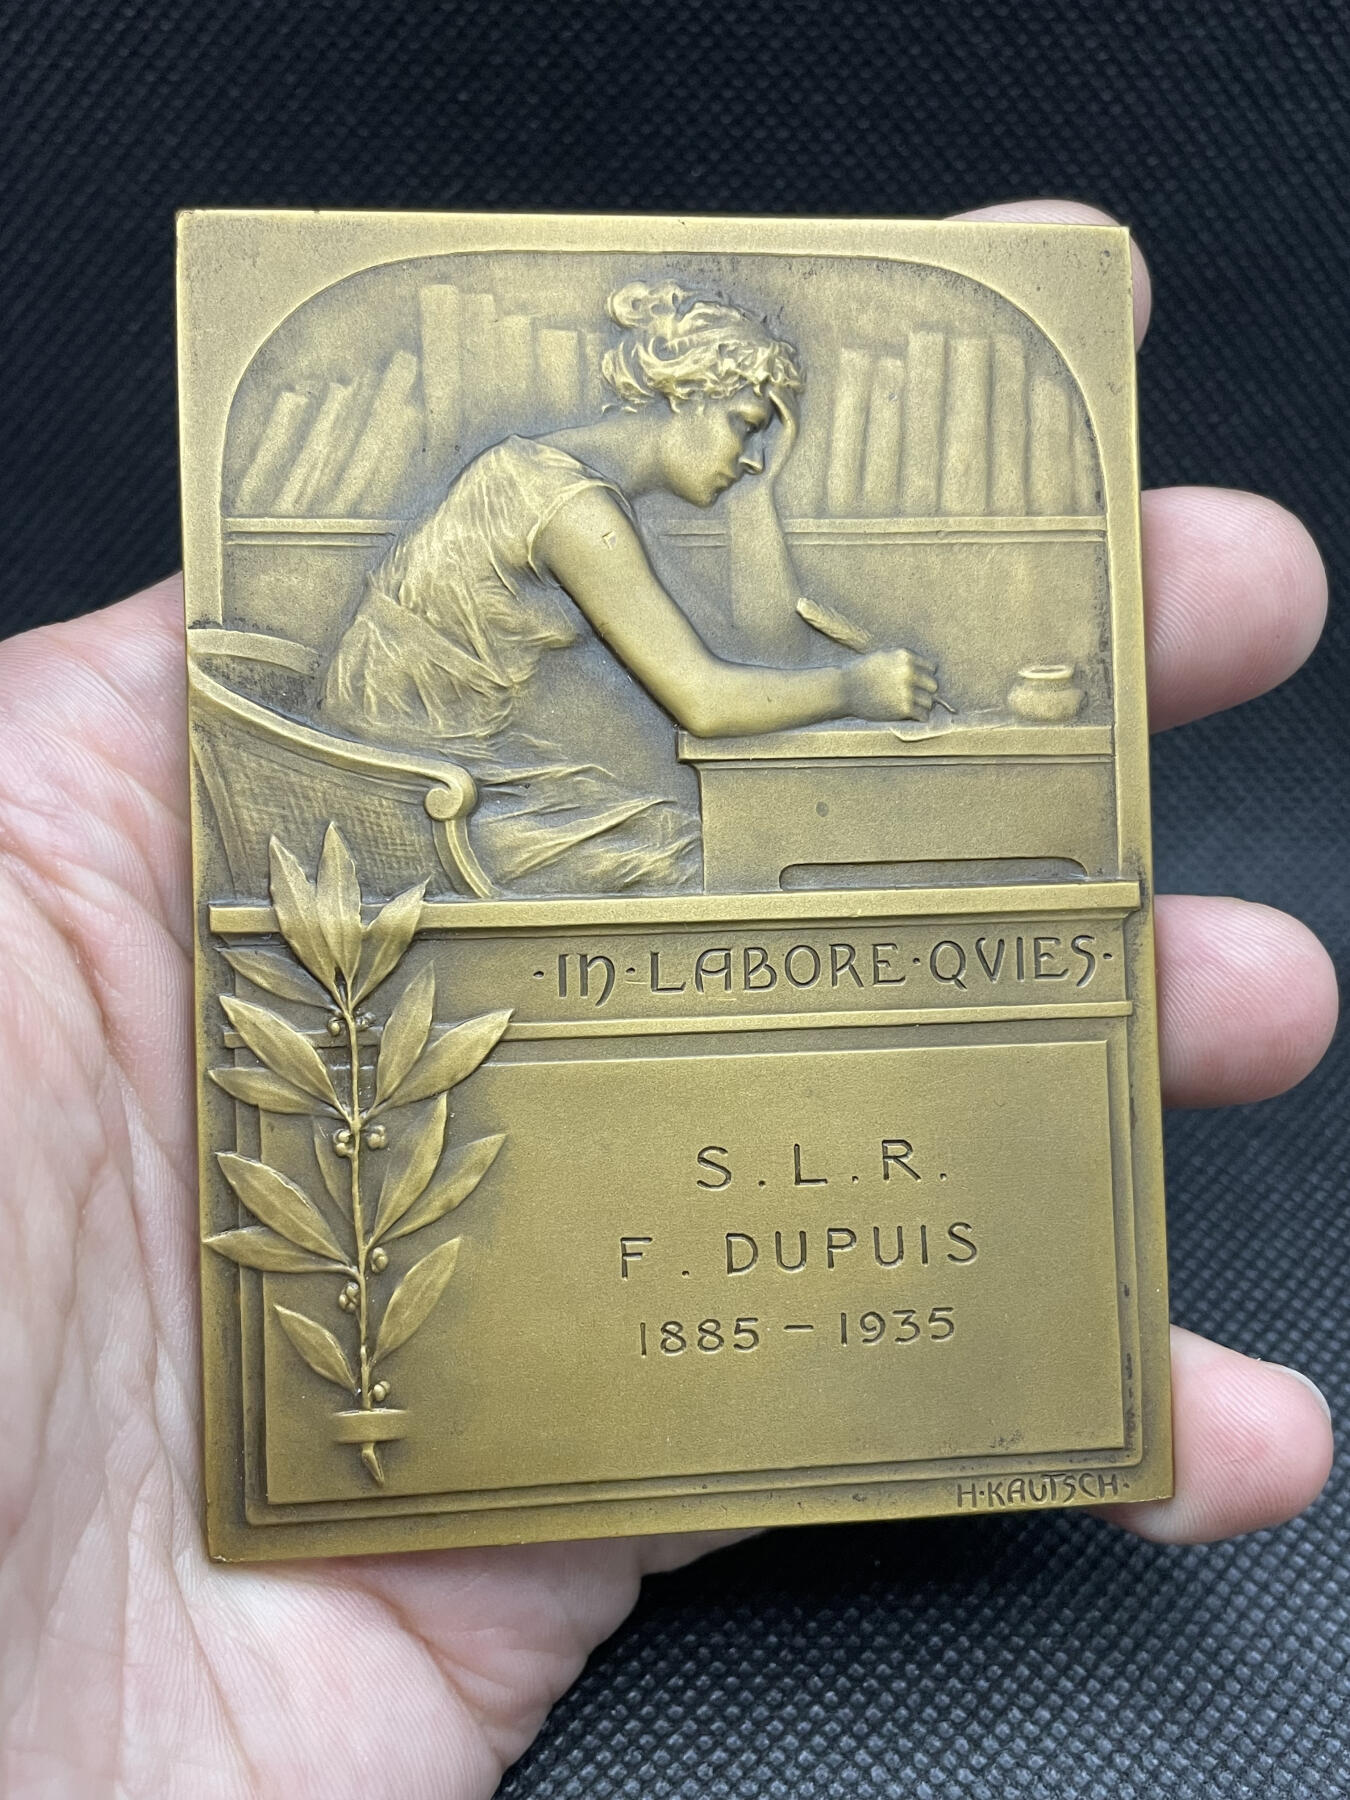 ·IN·LABORE·QVIES·
S.L.R.
F. DUPUIS
1885 – 1935
H·KAUTSCH·